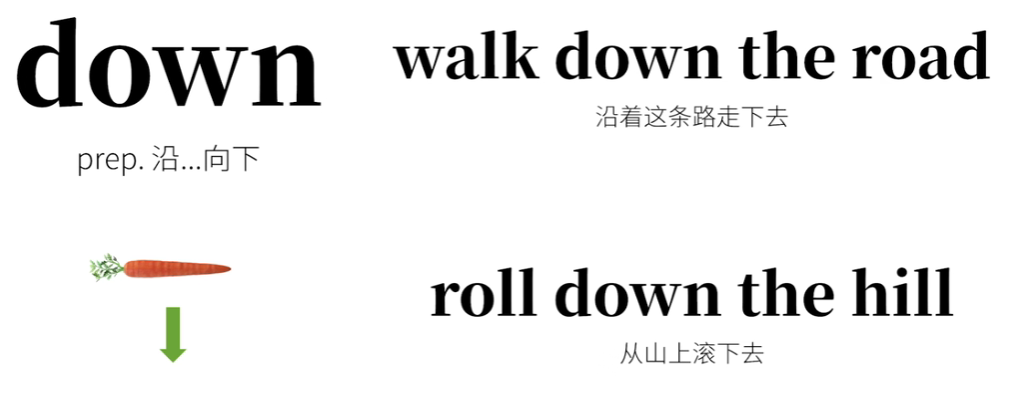 down
prep. 沿...向下
walk down the road
沿着这条路走下去
roll down the hill
从山上滚下去